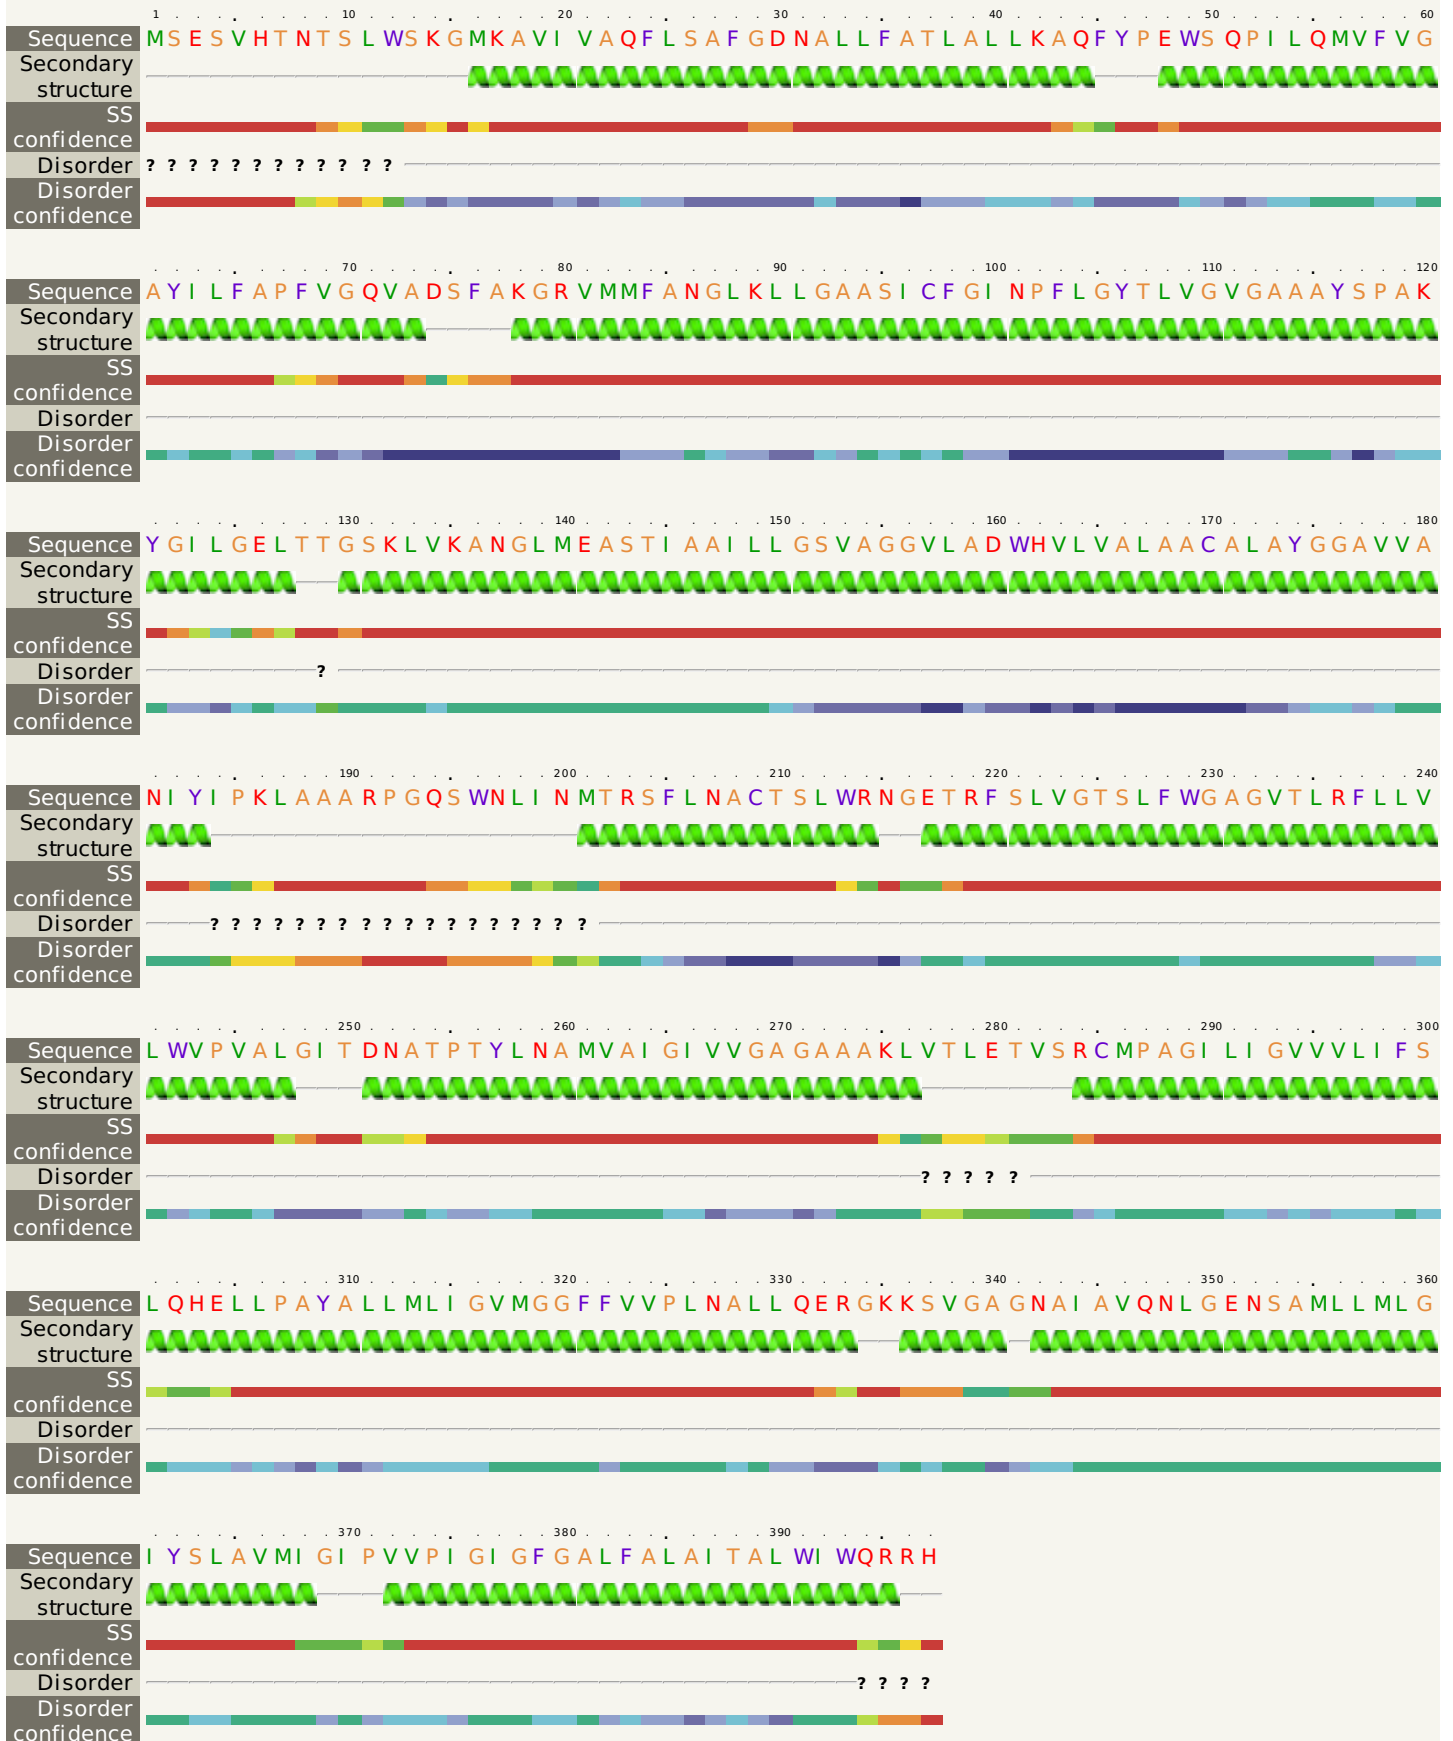 1 . . . . . . . . 10 . . . . . . . . . 20 . . . . . . . . . 30 . . . . . . . . . 40 . . . . . . . . . 50 . . . . . . . . . 60
Sequence MSESVHTNTSLWSKGMKAVIVAQFLSAFGDNALLFATLALLKAQFYPEWSQPILQMVFVG
Secondary
structure
SS
confidence
Disorder ? ? ? ? ? ? ? ? ? ? ? ?
Disorder
confidence
. . . . . . . . . 70 . . . . . . . . . 80 . . . . . . . . . 90 . . . . . . . . . 100 . . . . . . . . . 110 . . . . . . . . . 120
Sequence AYILFAPFVGQVADSFAKGRVMMFANGLKLLGAASICFGINPFLGYTLVGVGAAAYSPAK
Secondary
structure
SS
confidence
Disorder
Disorder
confidence
. . . . . . . . . 130 . . . . . . . . . 140 . . . . . . . . . 150 . . . . . . . . . 160 . . . . . . . . . 170 . . . . . . . . . 180
Sequence YGILGELTTGSKLVKANGLMEASTIAAILLGSVAGGVLADWHVLVALAACALAYGGAVVA
Secondary
structure
SS
confidence
Disorder ?
Disorder
confidence
. . . . . . . . . 190 . . . . . . . . . 200 . . . . . . . . . 210 . . . . . . . . . 220 . . . . . . . . . 230 . . . . . . . . . 240
Sequence NIYIPKLAAARPGQSWNLINMTRSFLNACTSLWRNGETRFSLVGTSLFWGAGVTLRFLLV
Secondary
structure
SS
confidence
Disorder ? ? ? ? ? ? ? ? ? ? ? ? ? ? ? ? ? ?
Disorder
confidence
. . . . . . . . . 250 . . . . . . . . . 260 . . . . . . . . . 270 . . . . . . . . . 280 . . . . . . . . . 290 . . . . . . . . . 300
Sequence LWVPVALGITDNATPTYLNAMVAIGIVVGAGAAAKLVTLETVSRCMPAGILIGVVVLIFS
Secondary
structure
SS
confidence
Disorder ? ? ? ? ?
Disorder
confidence
. . . . . . . . . 310 . . . . . . . . . 320 . . . . . . . . . 330 . . . . . . . . . 340 . . . . . . . . . 350 . . . . . . . . . 360
Sequence LQHELLPAYALLMLIGVMGGFFVVPLNALLQERGKKSVGAGNAIAVQNLGENSAMLLMLG
Secondary
structure
SS
confidence
Disorder
Disorder
confidence
. . . . . . . . . 370 . . . . . . . . . 380 . . . . . . . . . 390 . . . . . . .
Sequence IYSLAVMIGIPVVPIGIGFGALFALAITALWIWQRRH
Secondary
structure
SS
confidence
Disorder ? ? ? ?
Disorder
confidence